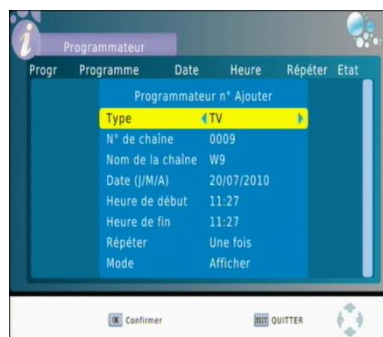 Programmateur
Progr Programme Date Heure Répéter Etat
Programmateur n° Ajouter
Type TV
N° de chaîne 0009
Nom de la chaîne W9
Date (J/M/A) 20/07/2010
Heure de début 11:27
Heure de fin 11:27
Répéter Une fois
Mode Afficher
OK Confirmer EXIT QUITTER